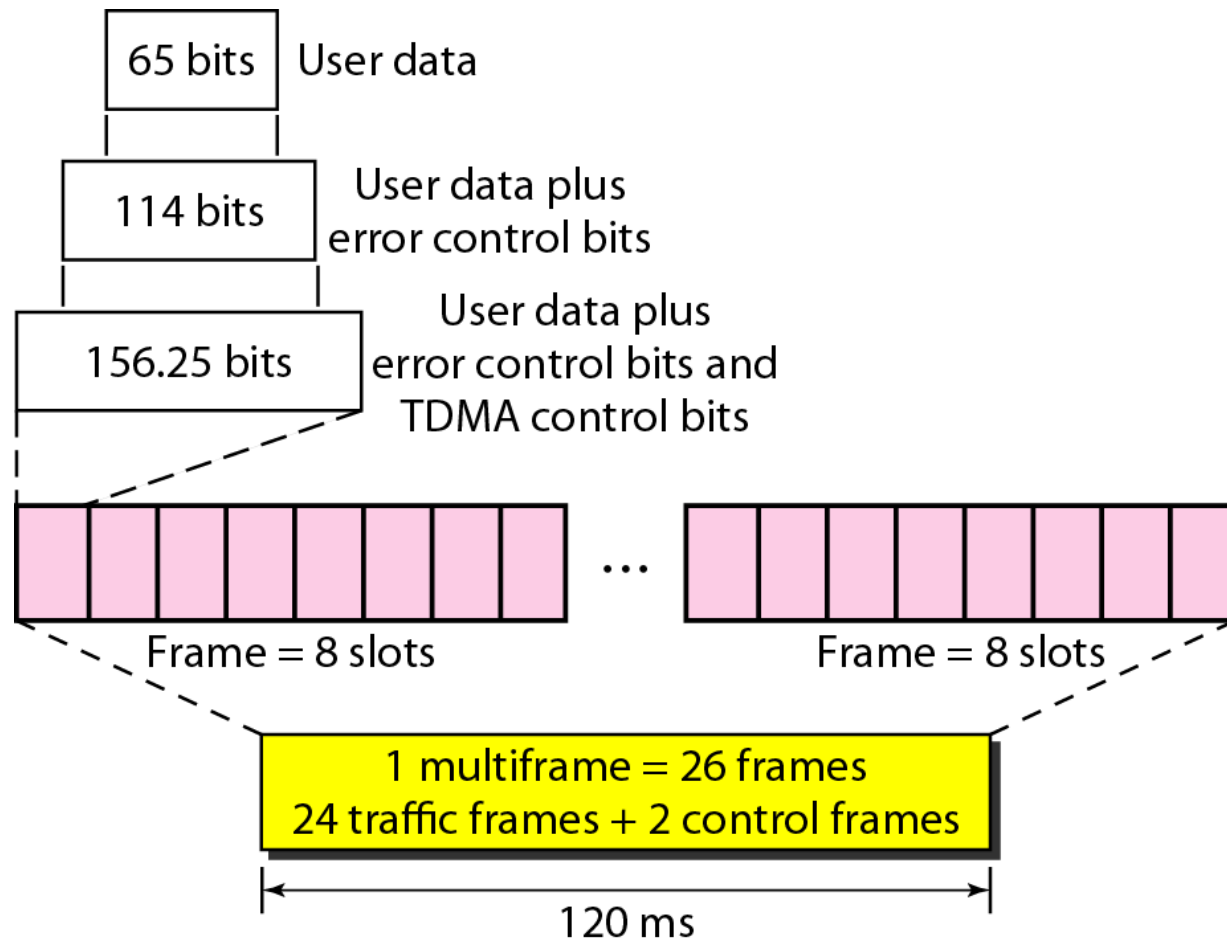 65 bits
User data
114 bits
User data plus
error control bits
156.25 bits
User data plus
error control bits and
TDMA control bits
...
Frame = 8 slots
Frame = 8 slots
1 multiframe = 26 frames
24 traffic frames + 2 control frames
120 ms